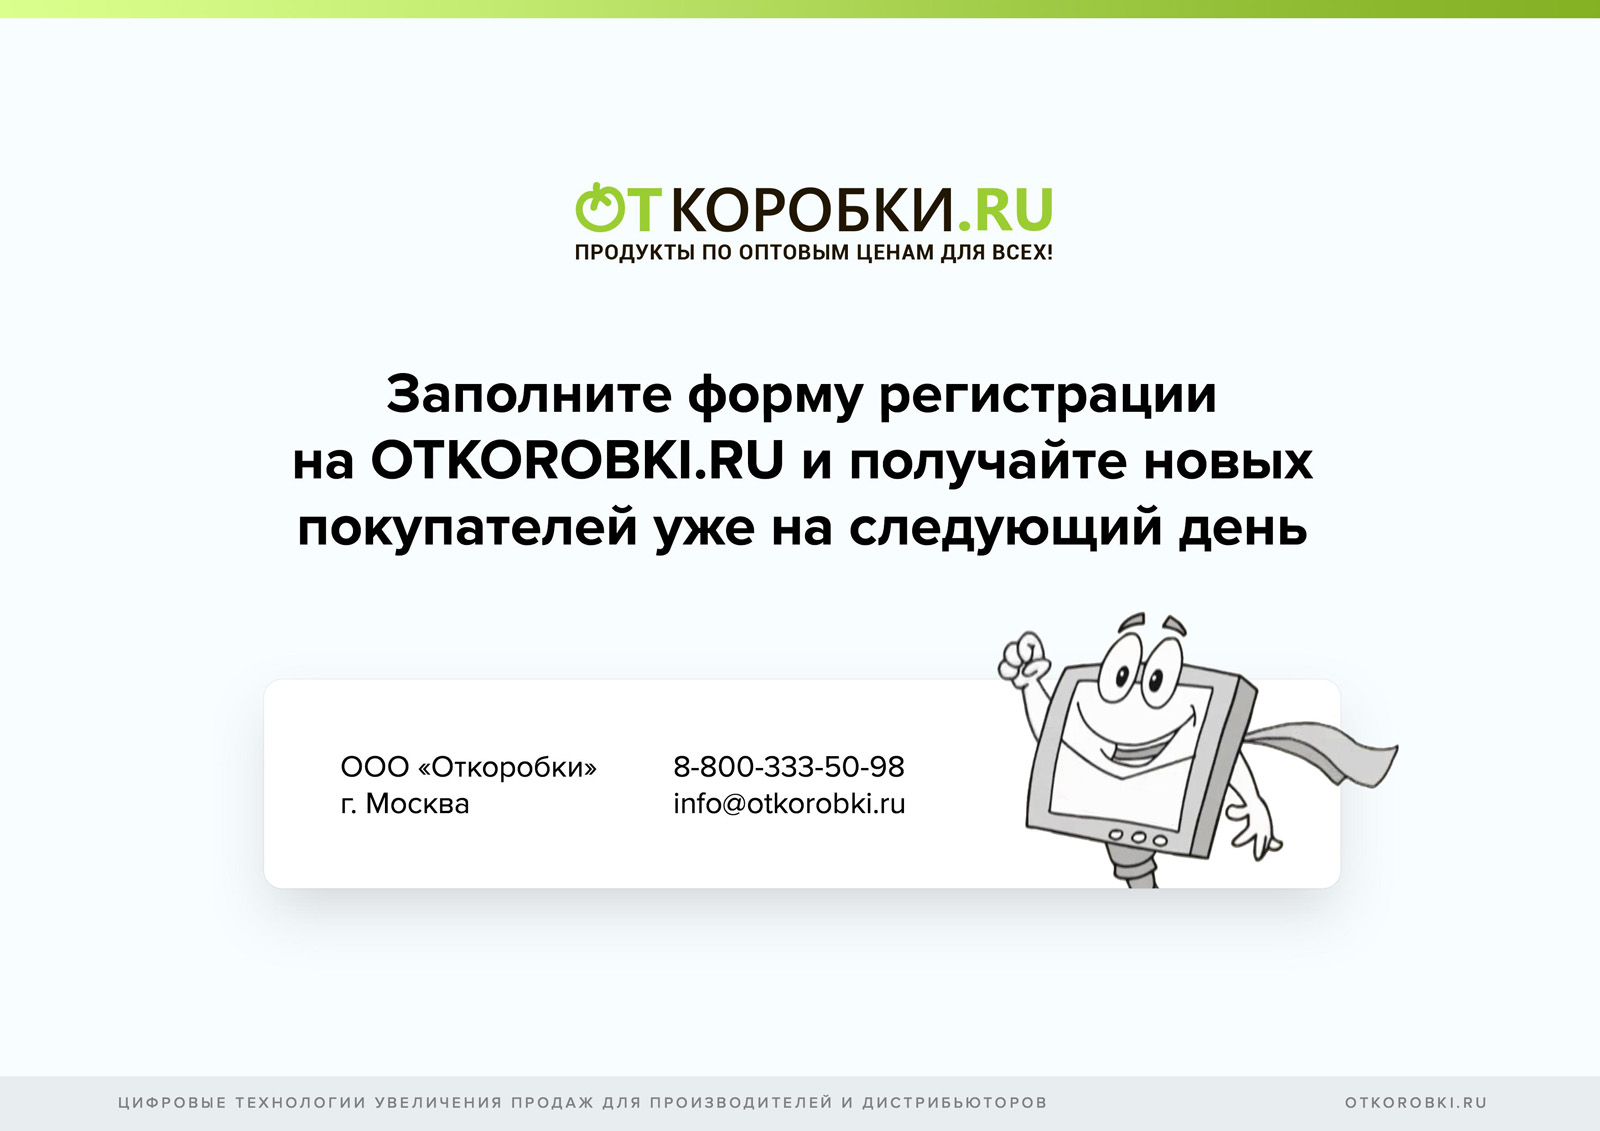 ОТКОРОБКИ.RU
ПРОДУКТЫ ПО ОПТОВЫМ ЦЕНАМ ДЛЯ ВСЕХ!
Заполните форму регистрации
на OTKOROBKI.RU и получайте новых
покупателей уже на следующий день
ООО «Откоробки»
г. Москва
8-800-333-50-98
info@otkorobki.ru
ЦИФРОВЫЕ ТЕХНОЛОГИИ УВЕЛИЧЕНИЯ ПРОДАЖ ДЛЯ ПРОИЗВОДИТЕЛЕЙ И ДИСТРИБЬЮТОРОВ
OTKOROBKI.RU